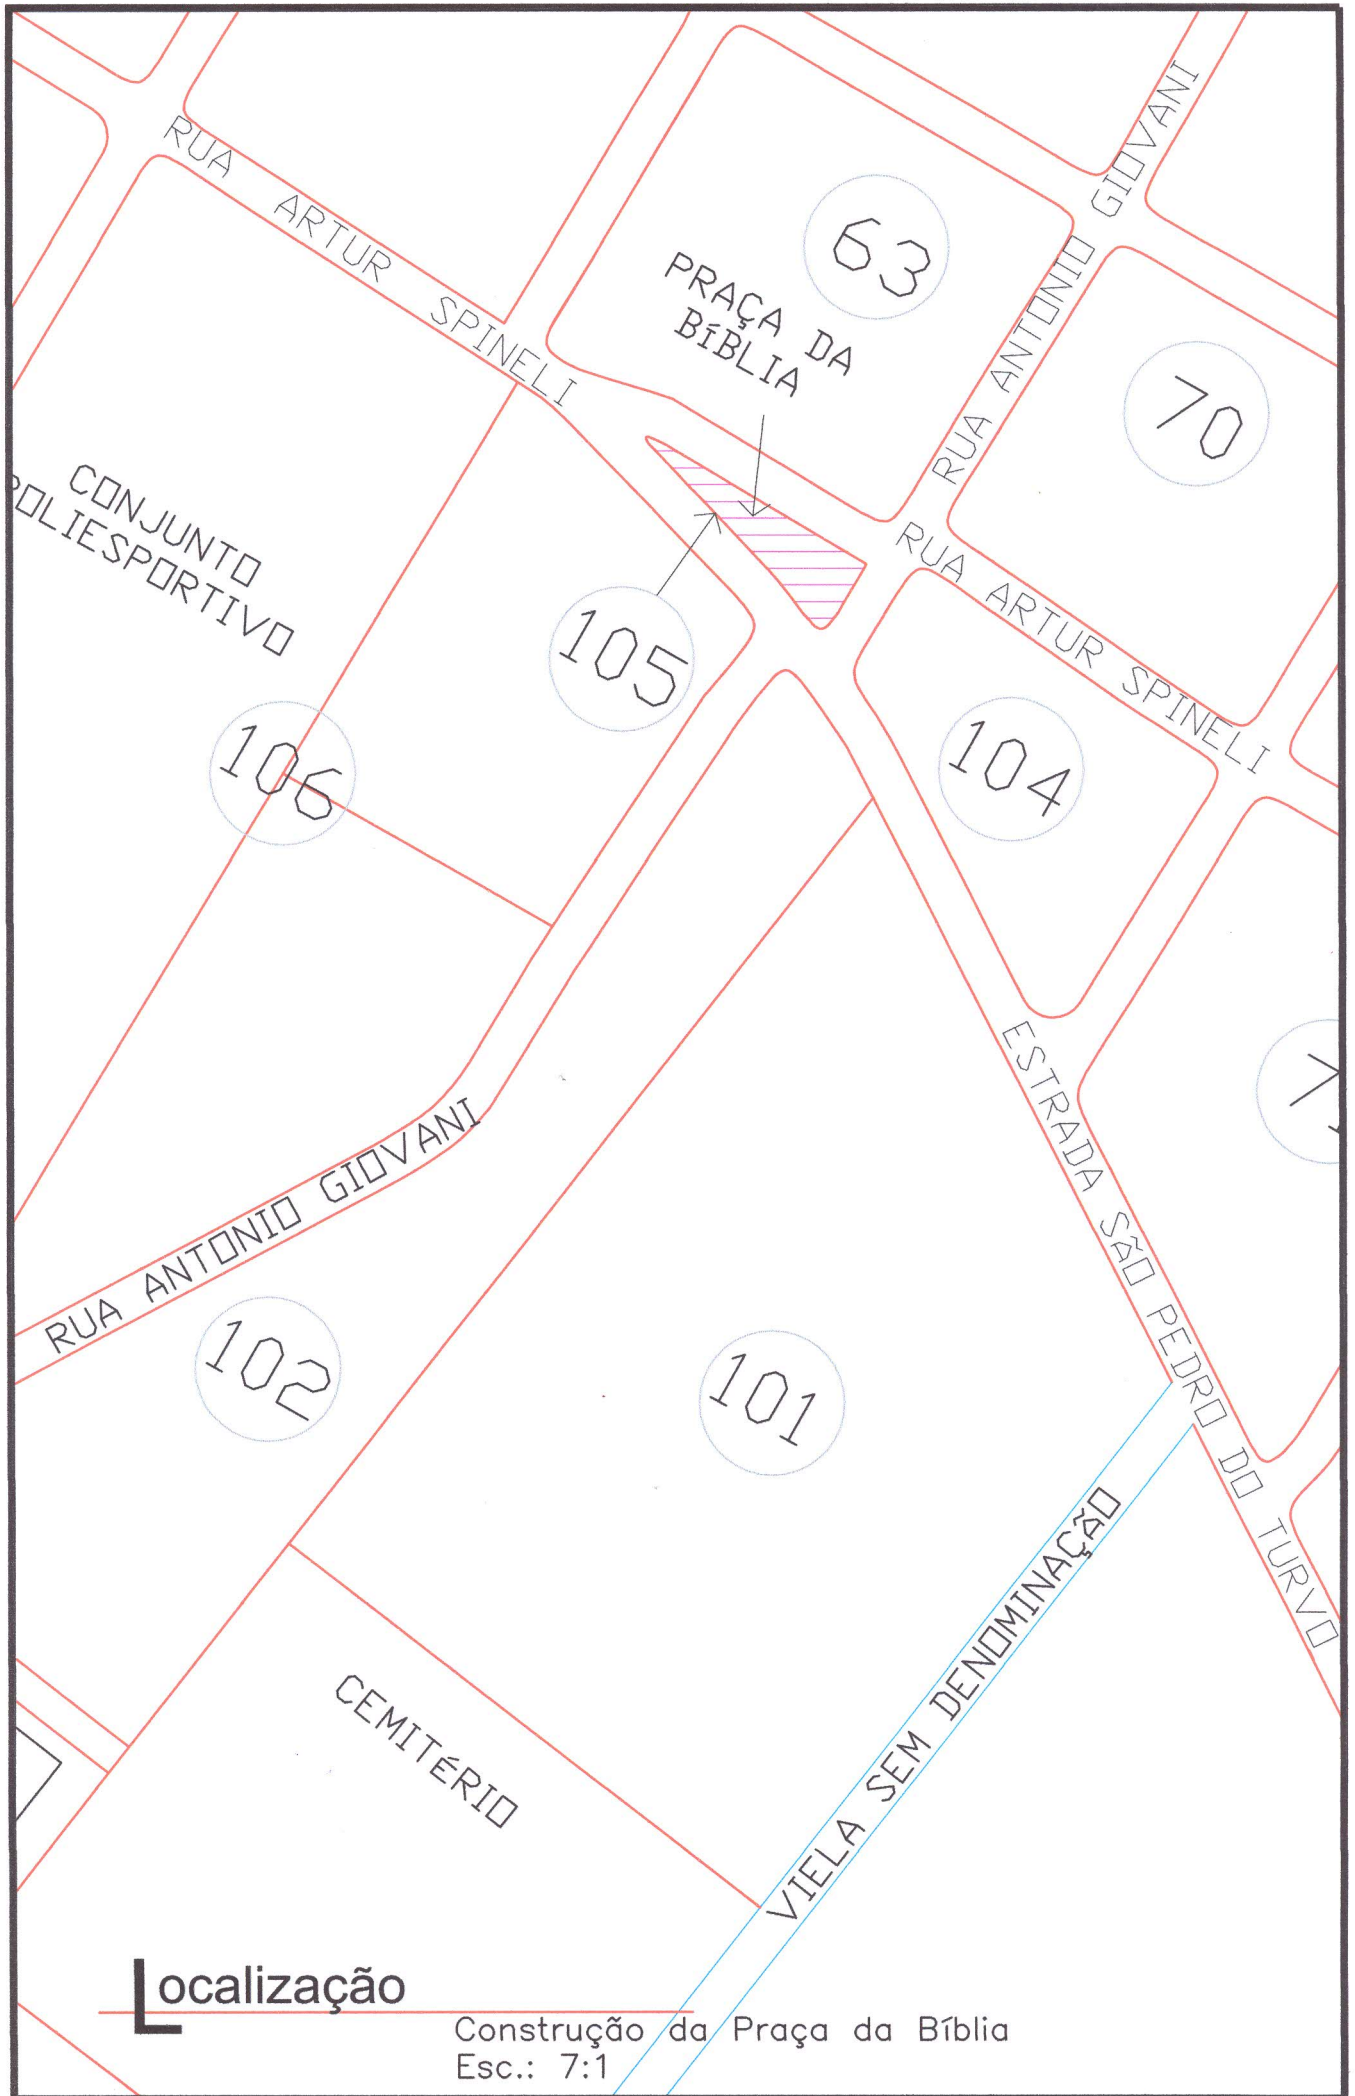 RUA ARTUR SPINELI
RUA ANTONIO GIOVANI
63
PRAÇA DA
BíBLIA
70
CONJUNTO
POLIESPORTIVO
RUA ARTUR SPINELI
105
106
104
ESTRADA SÃO PEDRO DO TURVO
RUA ANTONIO GIOVANI
102
101
VIELA SEM DENOMINAÇÃO
CEMITÉRIO
Localização
Construção da Praça da Bíblia
Esc.: 7:1